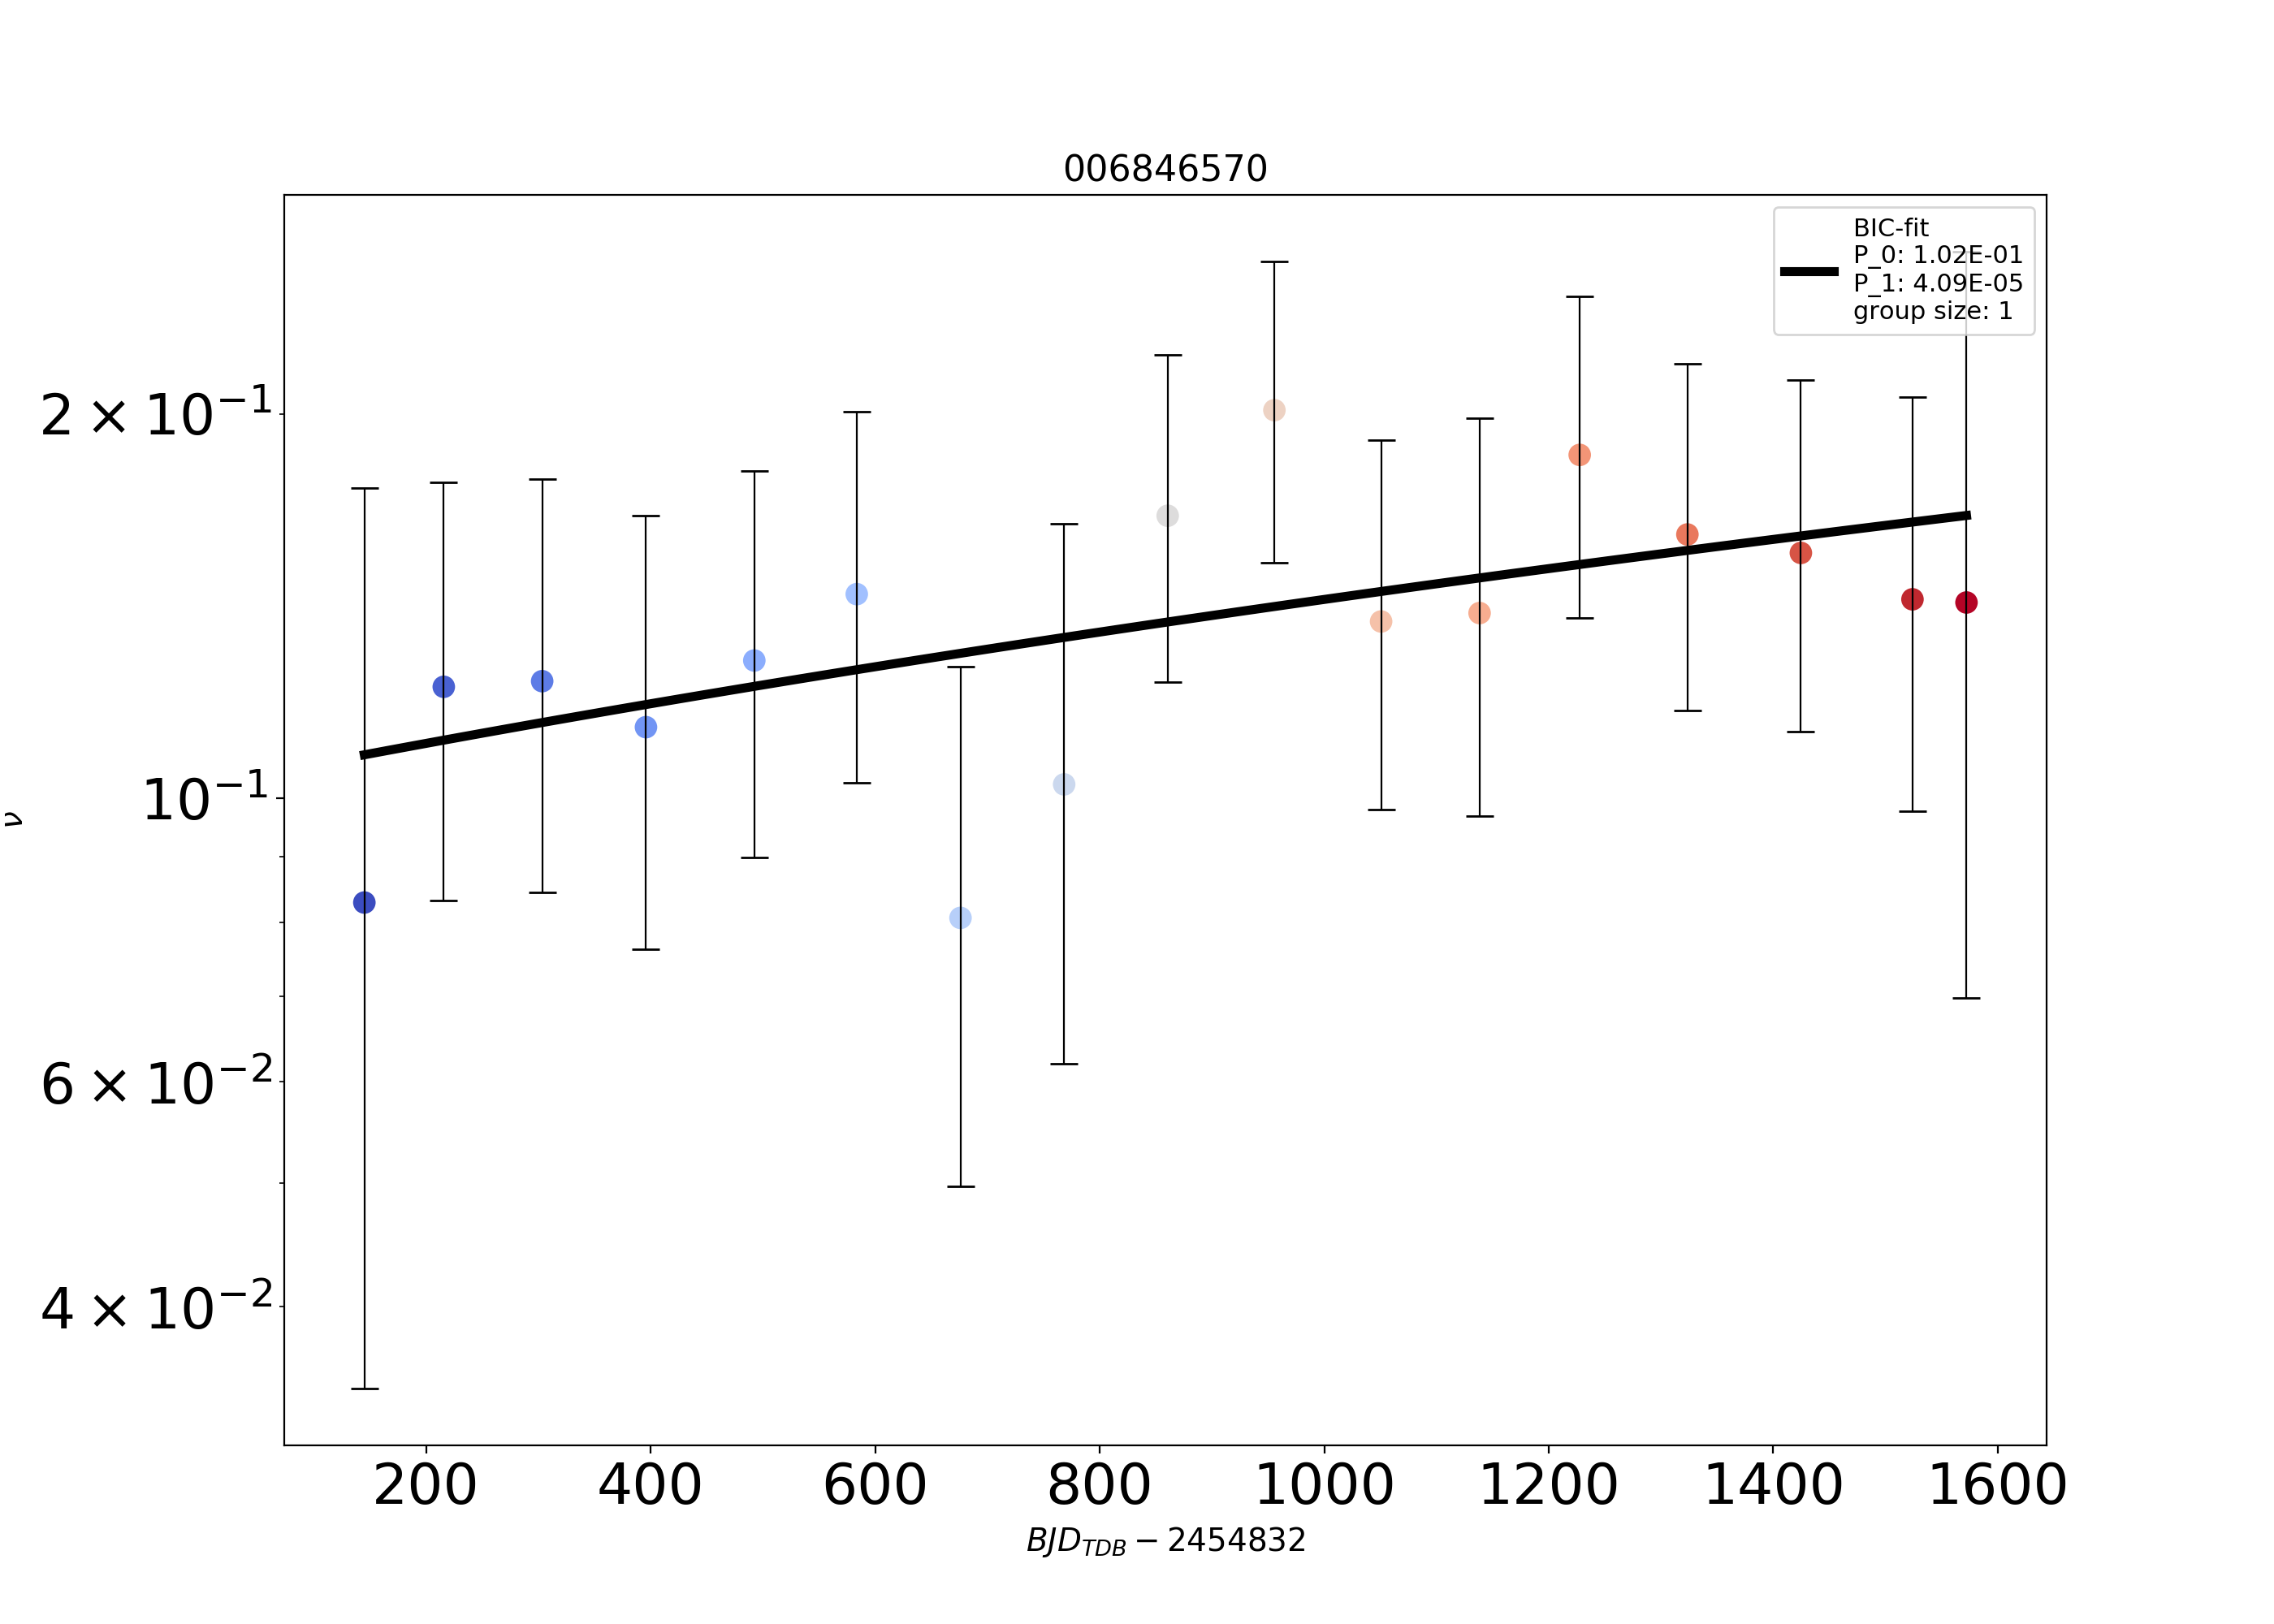 006846570
BIC-fit
P_0: 1.02E-01
P_1: 4.09E-05
group size: 1
2 × 10⁻¹
10⁻¹
6 × 10⁻²
4 × 10⁻²
ν
200 400 600 800 1000 1200 1400 1600
BJD_TDB − 2454832